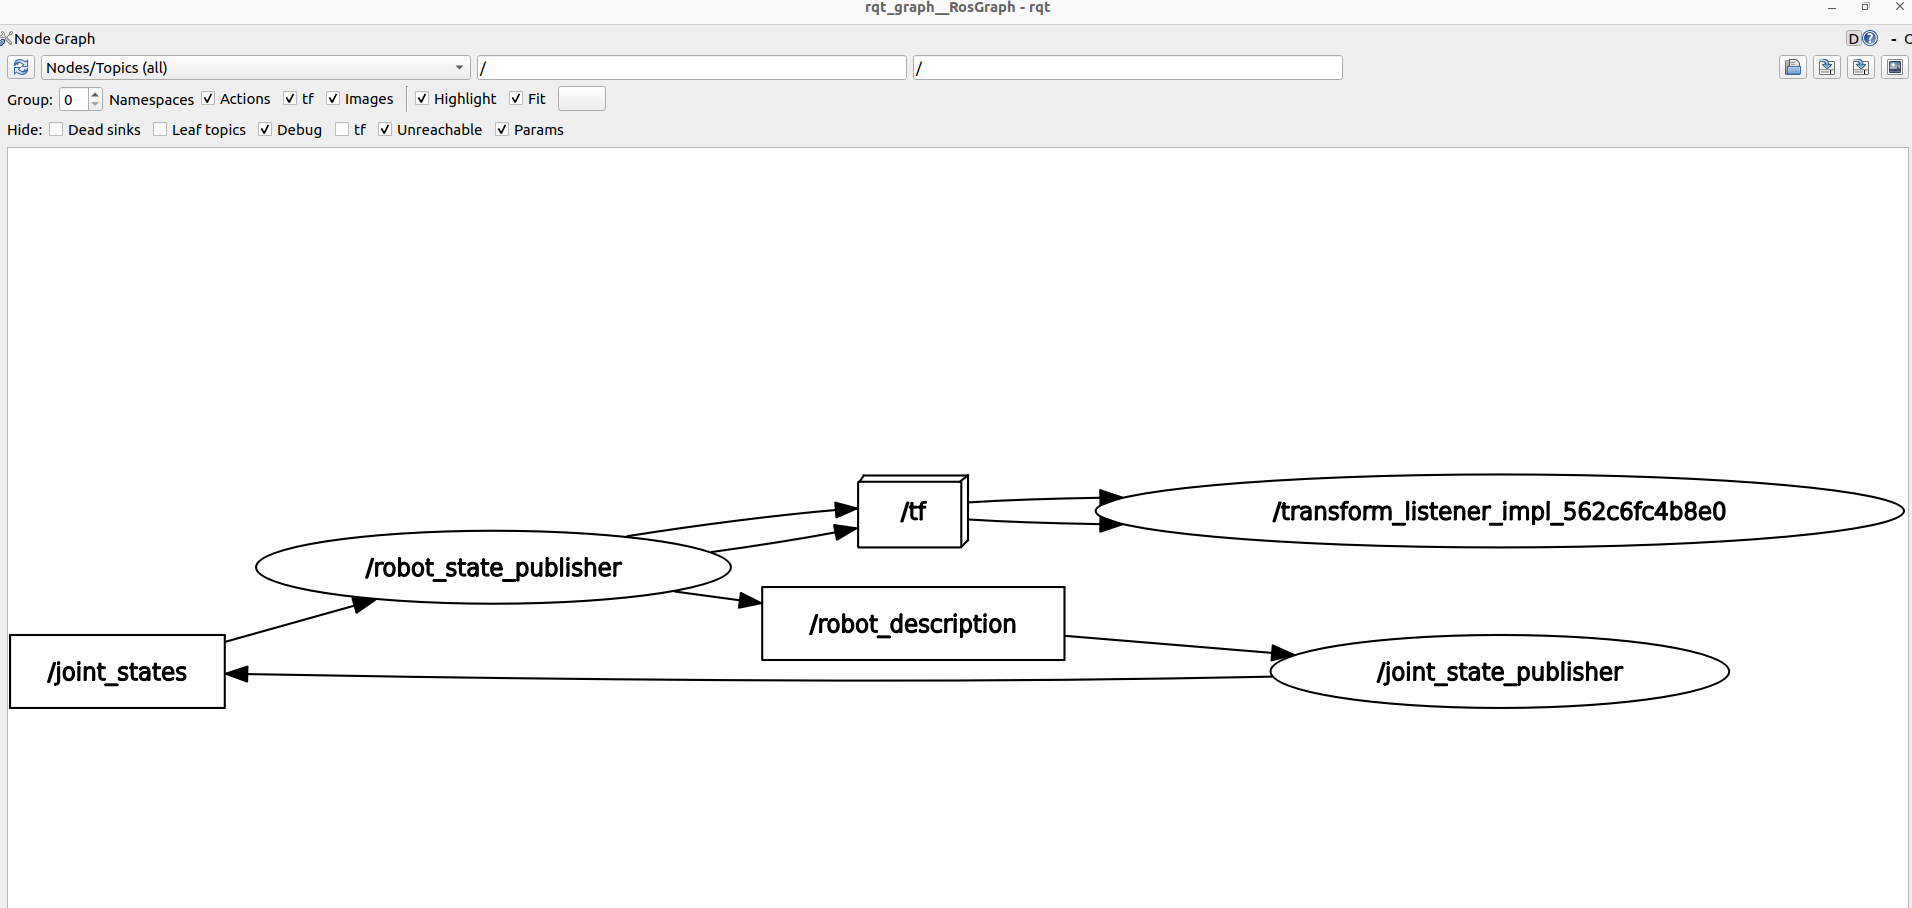 rqt_graph__RosGraph - rqt
Node Graph D - C
Nodes/Topics (all) / /
Group: 0 Namespaces Actions tf Images Highlight Fit
Hide: Dead sinks Leaf topics Debug tf Unreachable Params
/tf
/transform_listener_impl_562c6fc4b8e0
/robot_state_publisher
/robot_description
/joint_states
/joint_state_publisher